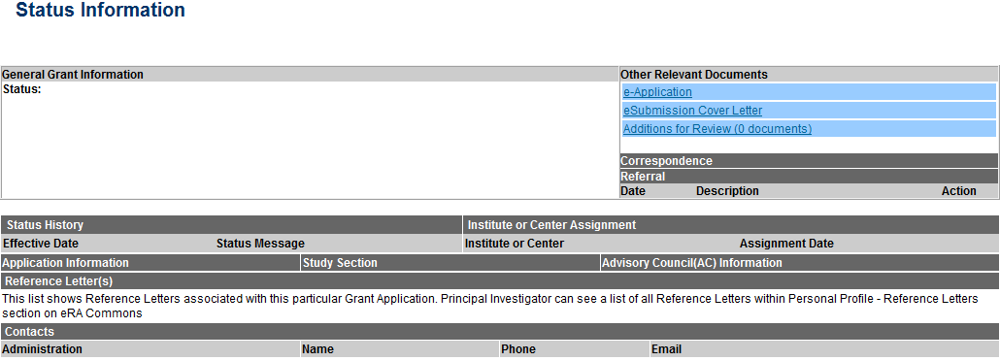 Status Information
General Grant Information
Status:
Other Relevant Documents
e-Application
eSubmission Cover Letter
Additions for Review (0 documents)
Correspondence
Referral
Date Description Action
Status History Institute or Center Assignment
Effective Date Status Message Institute or Center Assignment Date
Application Information Study Section Advisory Council(AC) Information
Reference Letter(s)
This list shows Reference Letters associated with this particular Grant Application. Principal Investigator can see a list of all Reference Letters within Personal Profile - Reference Letters
section on eRA Commons
Contacts
Administration Name Phone Email